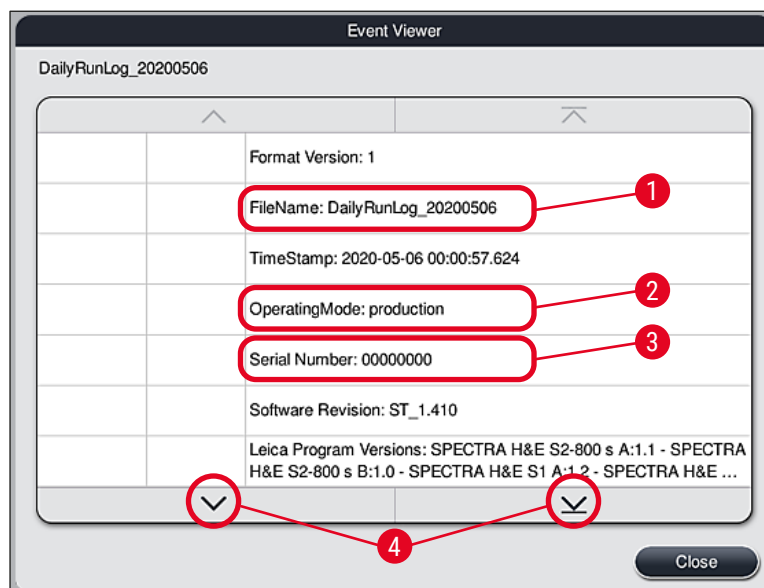 Event Viewer
DailyRunLog_20200506
Format Version: 1
FileName: DailyRunLog_20200506
1
TimeStamp: 2020-05-06 00:00:57.624
OperatingMode: production
2
Serial Number: 00000000
3
Software Revision: ST_1.410
Leica Program Versions: SPECTRA H&E S2-800 s A:1.1 - SPECTRA
H&E S2-800 s B:1.0 - SPECTRA H&E S1 A:1.2 - SPECTRA H&E ...
4
Close